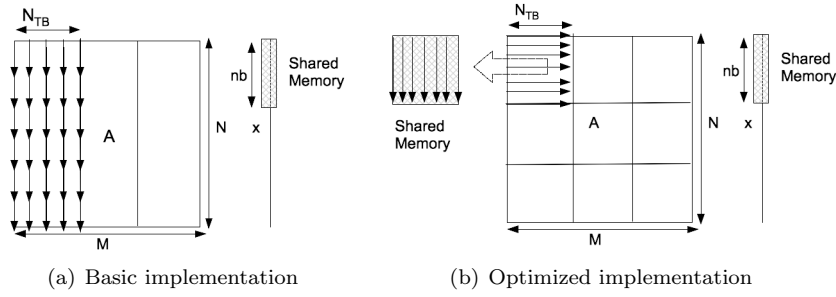 N_TB
nb
Shared
Memory
A
N
x
M
(a) Basic implementation
N_TB
nb
Shared
Memory
Shared
Memory
A
N
x
M
(b) Optimized implementation